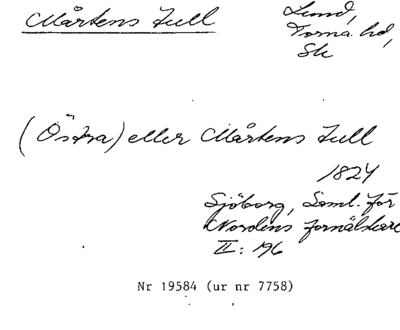 Mårtens Tull
Lund,
Torna hd,
Sk
(Östra) eller Mårtens Tull
1824
Sjöborg, Saml. för
Nordens fornälskare
II: 196
Nr 19584 (ur nr 7758)